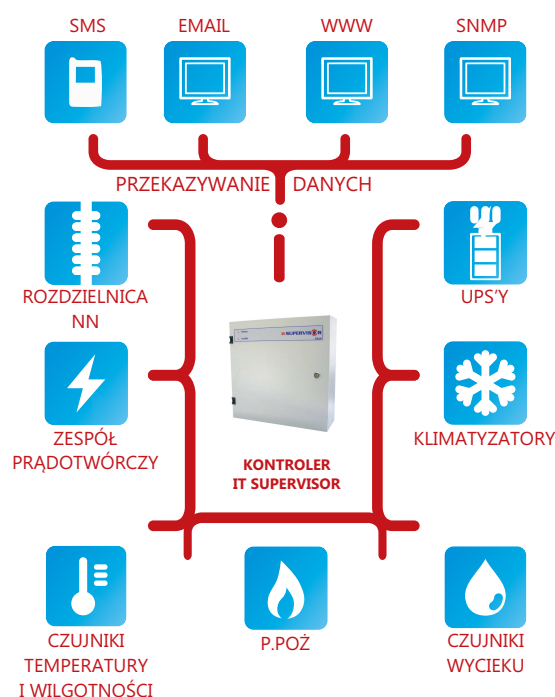 SMS
EMAIL
WWW
SNMP
PRZEKAZYWANIE DANYCH
ROZDZIELNICA
NN
UPS'Y
SUPERVISON
ZESPÓŁ
PRĄDOTWÓRCZY
KLIMATYZATORY
KONTROLER
IT SUPERVISOR
CZUJNIKI
TEMPERATURY
I WILGOTNOŚCI
P.POŻ
CZUJNIKI
WYCIEKU